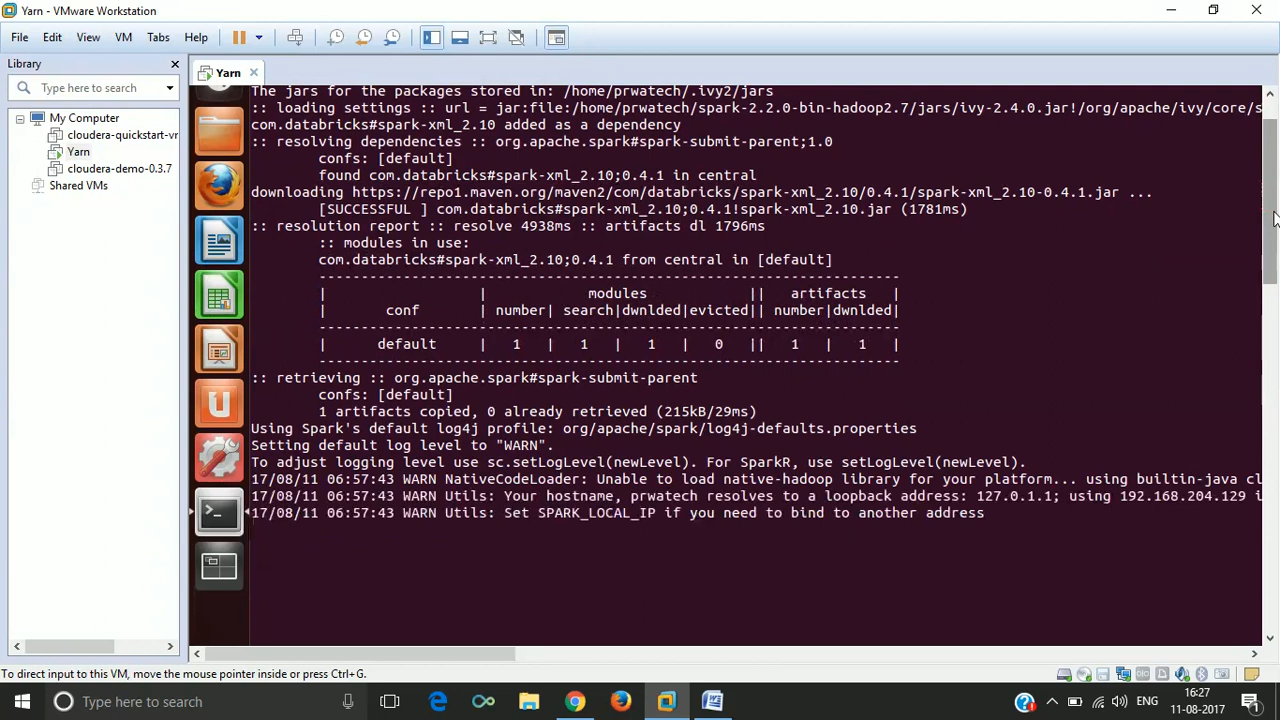 Yarn - VMware Workstation
File Edit View VM Tabs Help
Library
Type here to search
My Computer
cloudera-quickstart-vr
Yarn
cloudera-demo-0.3.7
Shared VMs
Yarn
The jars for the packages stored in: /home/prwatech/.ivy2/jars
:: loading settings :: url = jar:file:/home/prwatech/spark-2.2.0-bin-hadoop2.7/jars/ivy-2.4.0.jar!/org/apache/ivy/core/s
com.databricks#spark-xml_2.10 added as a dependency
:: resolving dependencies :: org.apache.spark#spark-submit-parent;1.0
confs: [default]
found com.databricks#spark-xml_2.10;0.4.1 in central
downloading https://repo1.maven.org/maven2/com/databricks/spark-xml_2.10/0.4.1/spark-xml_2.10-0.4.1.jar ...
[SUCCESSFUL ] com.databricks#spark-xml_2.10;0.4.1!spark-xml_2.10.jar (1781ms)
:: resolution report :: resolve 4938ms :: artifacts dl 1796ms
:: modules in use:
com.databricks#spark-xml_2.10;0.4.1 from central in [default]
---------------------------------------------------------------------
| | modules || artifacts |
| conf | number| search|dwnlded|evicted|| number|dwnlded|
---------------------------------------------------------------------
| default | 1 | 1 | 1 | 0 || 1 | 1 |
---------------------------------------------------------------------
:: retrieving :: org.apache.spark#spark-submit-parent
confs: [default]
1 artifacts copied, 0 already retrieved (215kB/29ms)
Using Spark's default log4j profile: org/apache/spark/log4j-defaults.properties
Setting default log level to "WARN".
To adjust logging level use sc.setLogLevel(newLevel). For SparkR, use setLogLevel(newLevel).
17/08/11 06:57:43 WARN NativeCodeLoader: Unable to load native-hadoop library for your platform... using builtin-java cl
17/08/11 06:57:43 WARN Utils: Your hostname, prwatech resolves to a loopback address: 127.0.1.1; using 192.168.204.129 i
17/08/11 06:57:43 WARN Utils: Set SPARK_LOCAL_IP if you need to bind to another address
To direct input to this VM, move the mouse pointer inside or press Ctrl+G.
Type here to search
ENG
16:27
11-08-2017